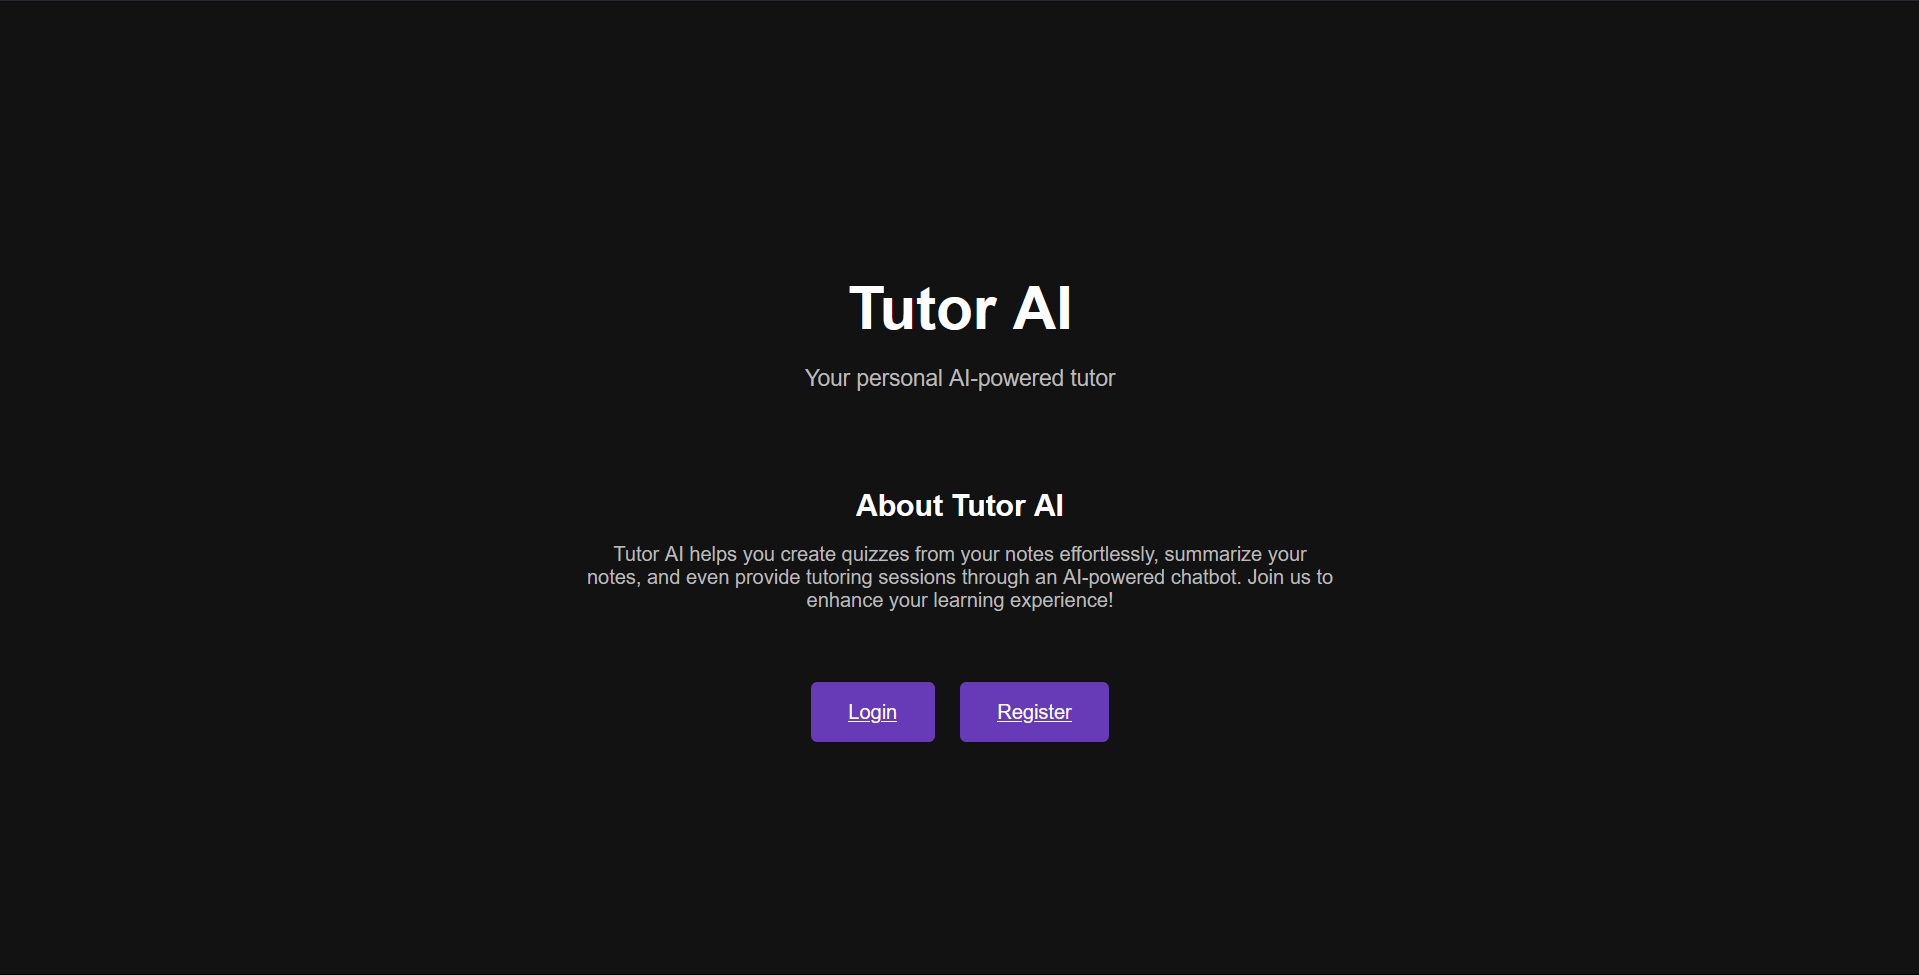 Tutor AI
Your personal AI-powered tutor
About Tutor AI
Tutor AI helps you create quizzes from your notes effortlessly, summarize your
notes, and even provide tutoring sessions through an AI-powered chatbot. Join us to
enhance your learning experience!
Login
Register